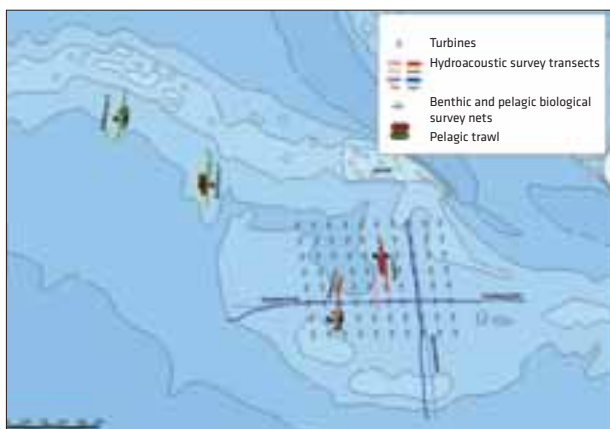 Turbines
Hydroacoustic survey transects
Benthic and pelagic biological
survey nets
Pelagic trawl